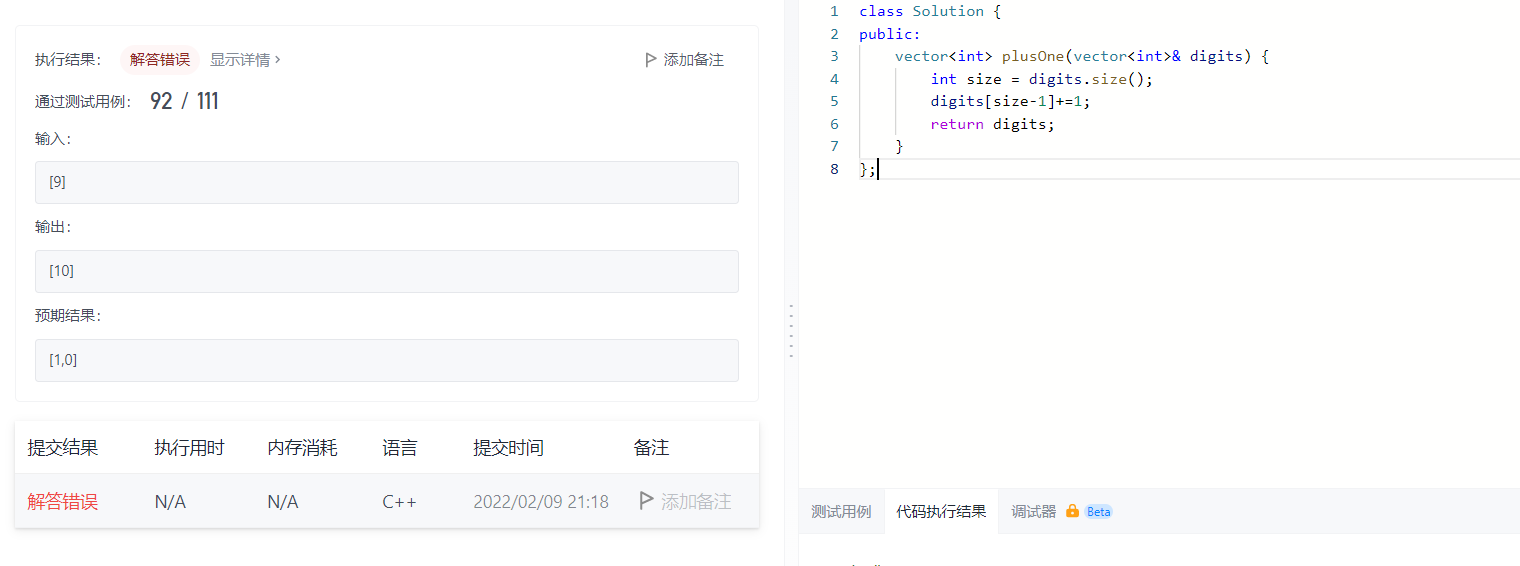 执行结果： 解答错误 显示详情 › 添加备注
通过测试用例： 92 / 111
输入：
[9]
输出：
[10]
预期结果：
[1,0]
提交结果 执行用时 内存消耗 语言 提交时间 备注
解答错误 N/A N/A C++ 2022/02/09 21:18 添加备注
1 class Solution {
2 public:
3 vector<int> plusOne(vector<int>& digits) {
4 int size = digits.size();
5 digits[size-1]+=1;
6 return digits;
7 }
8 };
测试用例 代码执行结果 调试器 Beta